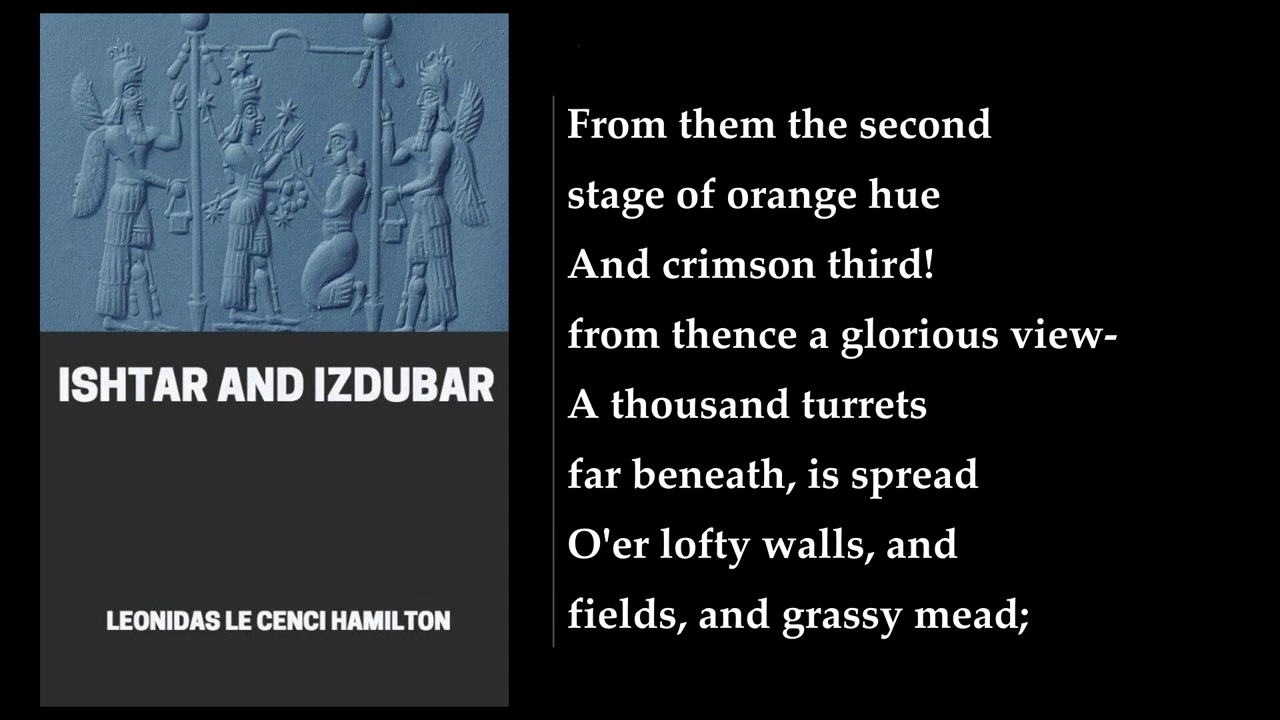 ISHTAR AND IZDUBAR
LEONIDAS LE CENCI HAMILTON
From them the second
stage of orange hue
And crimson third!
from thence a glorious view-
A thousand turrets
far beneath, is spread
O'er lofty walls, and
fields, and grassy mead;